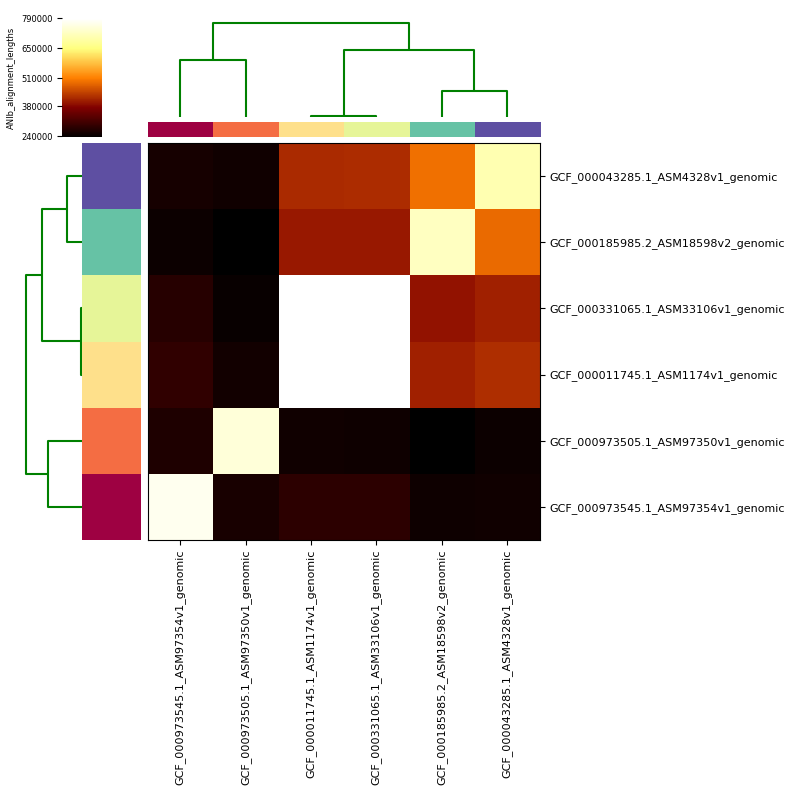 790000
650000
510000
380000
240000
ANIb_alignment_lengths
GCF_000043285.1_ASM4328v1_genomic
GCF_000185985.2_ASM18598v2_genomic
GCF_000331065.1_ASM33106v1_genomic
GCF_000011745.1_ASM1174v1_genomic
GCF_000973505.1_ASM97350v1_genomic
GCF_000973545.1_ASM97354v1_genomic
GCF_000973545.1_ASM97354v1_genomic
GCF_000973505.1_ASM97350v1_genomic
GCF_000011745.1_ASM1174v1_genomic
GCF_000331065.1_ASM33106v1_genomic
GCF_000185985.2_ASM18598v2_genomic
GCF_000043285.1_ASM4328v1_genomic